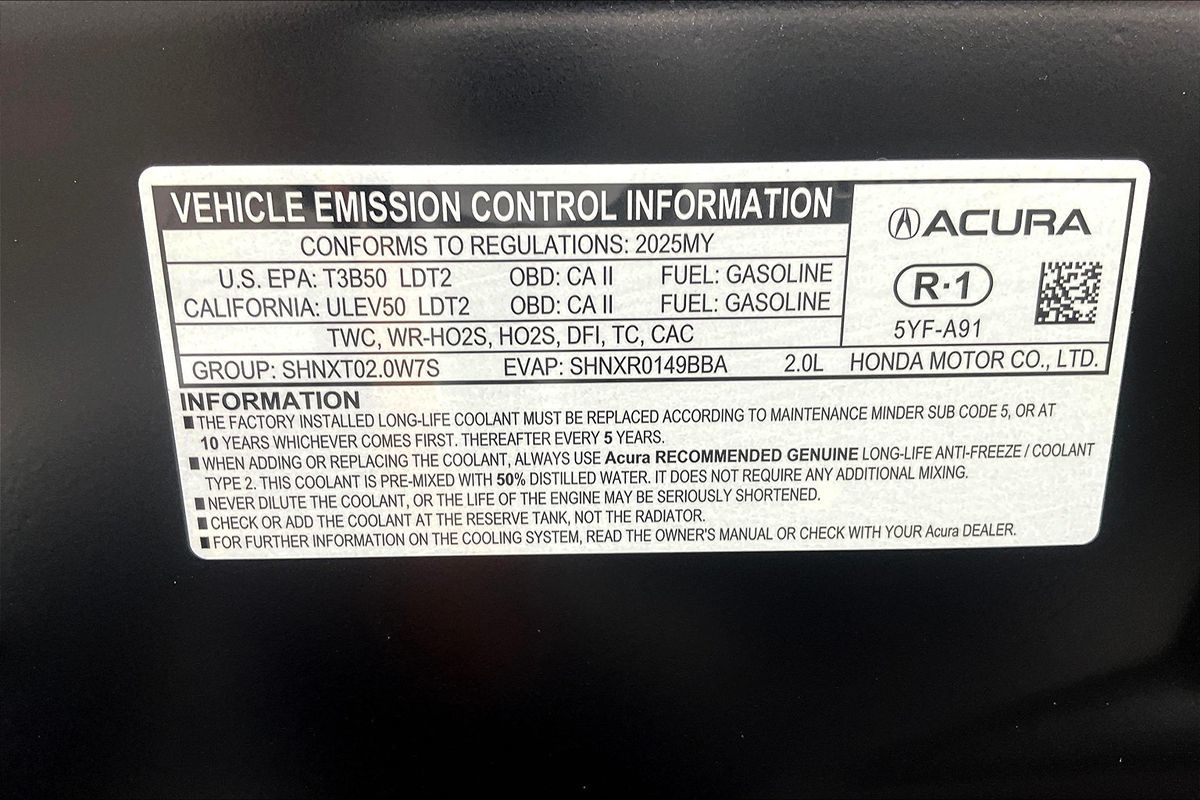 VEHICLE EMISSION CONTROL INFORMATION
CONFORMS TO REGULATIONS: 2025MY
U.S. EPA: T3B50 LDT2 OBD: CA II FUEL: GASOLINE
CALIFORNIA: ULEV50 LDT2 OBD: CA II FUEL: GASOLINE
TWC, WR-HO2S, HO2S, DFI, TC, CAC
ACURA
R·1
5YF-A91
GROUP: SHNXT02.0W7S EVAP: SHNXR0149BBA 2.0L HONDA MOTOR CO., LTD.
INFORMATION
■THE FACTORY INSTALLED LONG-LIFE COOLANT MUST BE REPLACED ACCORDING TO MAINTENANCE MINDER SUB CODE 5, OR AT
10 YEARS WHICHEVER COMES FIRST. THEREAFTER EVERY 5 YEARS.
■WHEN ADDING OR REPLACING THE COOLANT, ALWAYS USE Acura RECOMMENDED GENUINE LONG-LIFE ANTI-FREEZE / COOLANT
TYPE 2. THIS COOLANT IS PRE-MIXED WITH 50% DISTILLED WATER. IT DOES NOT REQUIRE ANY ADDITIONAL MIXING.
■NEVER DILUTE THE COOLANT, OR THE LIFE OF THE ENGINE MAY BE SERIOUSLY SHORTENED.
■CHECK OR ADD THE COOLANT AT THE RESERVE TANK, NOT THE RADIATOR.
■FOR FURTHER INFORMATION ON THE COOLING SYSTEM, READ THE OWNER'S MANUAL OR CHECK WITH YOUR Acura DEALER.